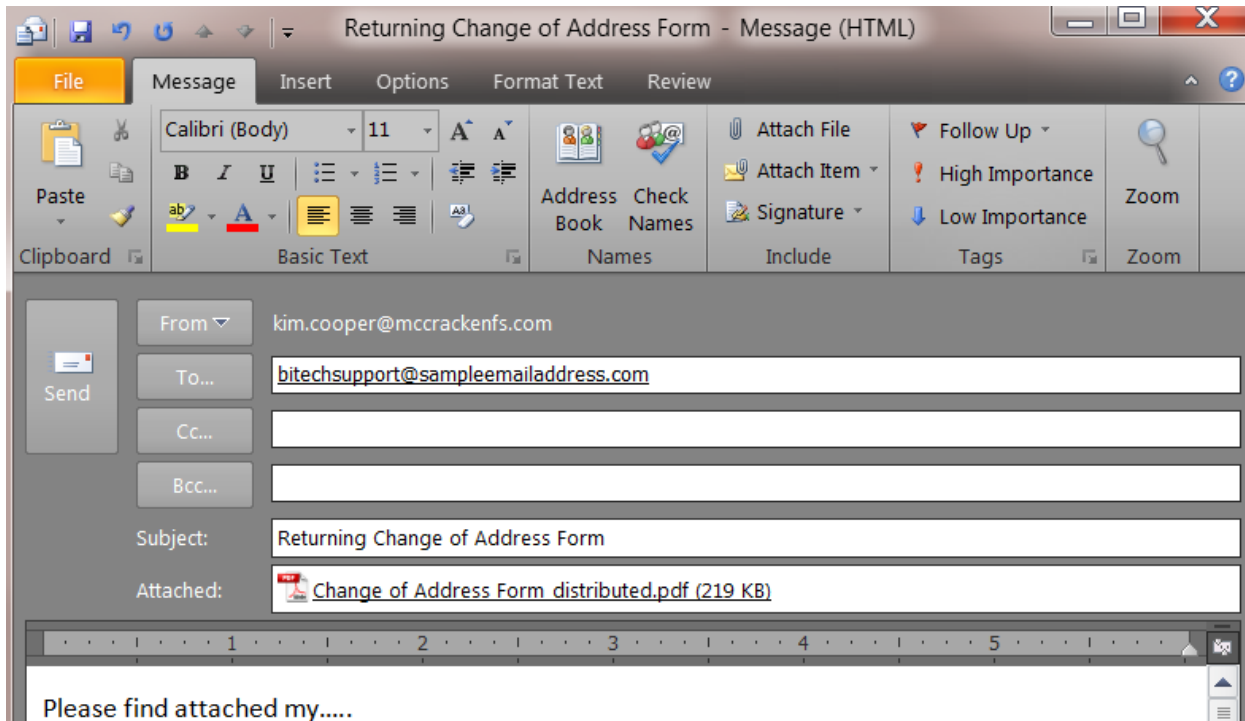 Returning Change of Address Form - Message (HTML)
File Message Insert Options Format Text Review
Calibri (Body) 11
Paste
B I U
Address Book
Check Names
Attach File
Attach Item
Signature
Follow Up
High Importance
Low Importance
Zoom
Clipboard Basic Text Names Include Tags Zoom
Send
From kim.cooper@mccrackenfs.com
To... bitechsupport@sampleemailaddress.com
Cc...
Bcc...
Subject: Returning Change of Address Form
Attached: Change of Address Form_distributed.pdf (219 KB)
1 2 3 4 5
Please find attached my.....